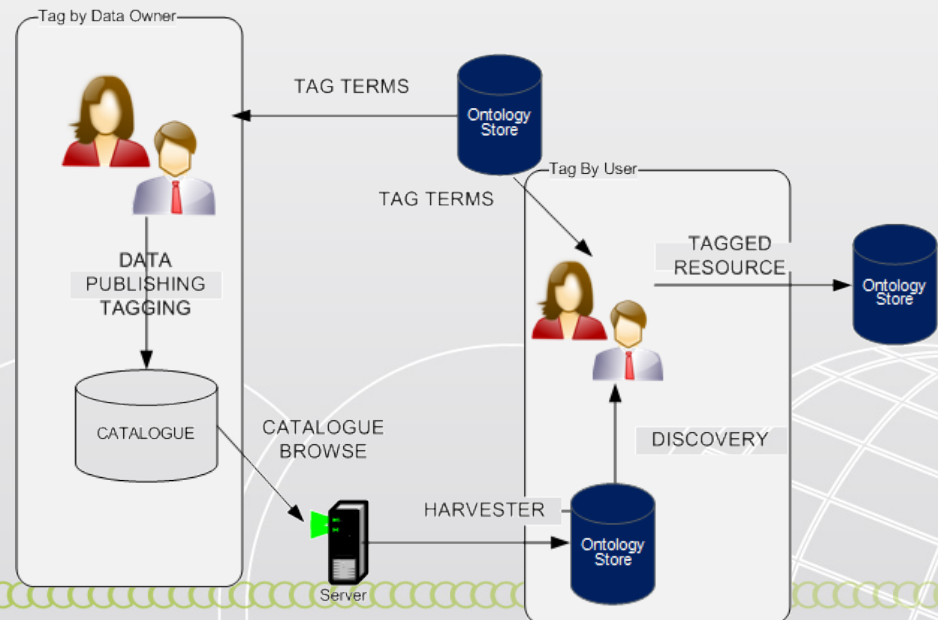 Tag by Data Owner
TAG TERMS
Ontology
Store
Tag By User
TAG TERMS
TAGGED
RESOURCE
Ontology
Store
DATA
PUBLISHING
TAGGING
CATALOGUE
CATALOGUE
BROWSE
DISCOVERY
HARVESTER
Ontology
Store
Server